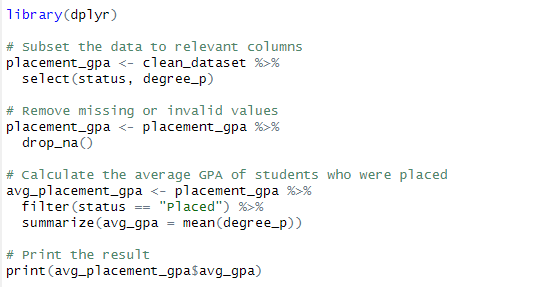 library(dplyr)
# Subset the data to relevant columns
placement_gpa <- clean_dataset %>%
  select(status, degree_p)
# Remove missing or invalid values
placement_gpa <- placement_gpa %>%
  drop_na()
# Calculate the average GPA of students who were placed
avg_placement_gpa <- placement_gpa %>%
  filter(status == "Placed") %>%
  summarize(avg_gpa = mean(degree_p))
# Print the result
print(avg_placement_gpa$avg_gpa)